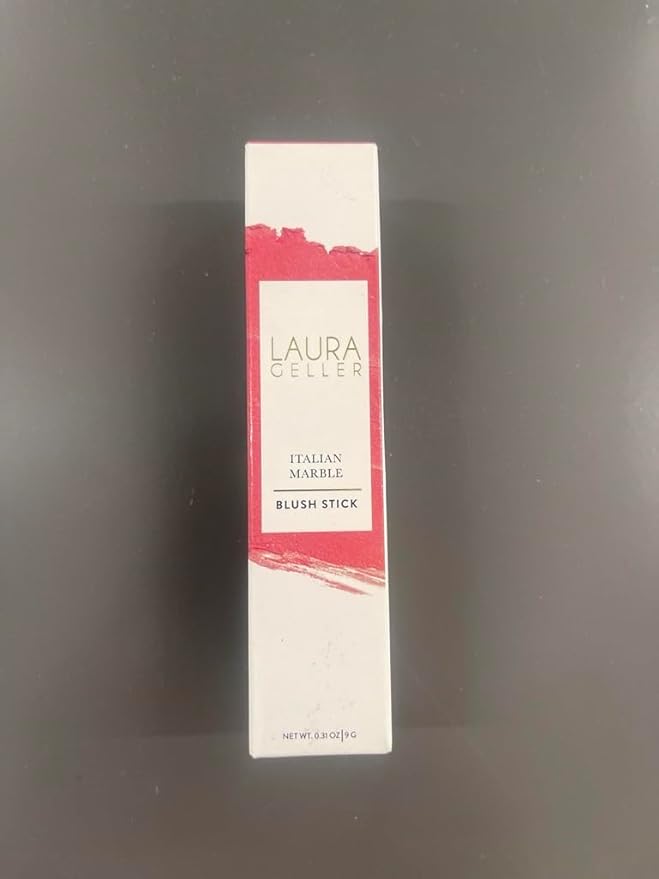 LAURA
GELLER
ITALIAN
MARBLE
BLUSH STICK
NET WT. 0.31 OZ|9 G